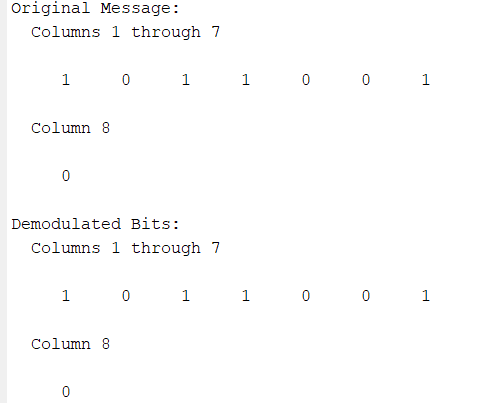 Original Message:
Columns 1 through 7
1 0 1 1 0 0 1
Column 8
0
Demodulated Bits:
Columns 1 through 7
1 0 1 1 0 0 1
Column 8
0